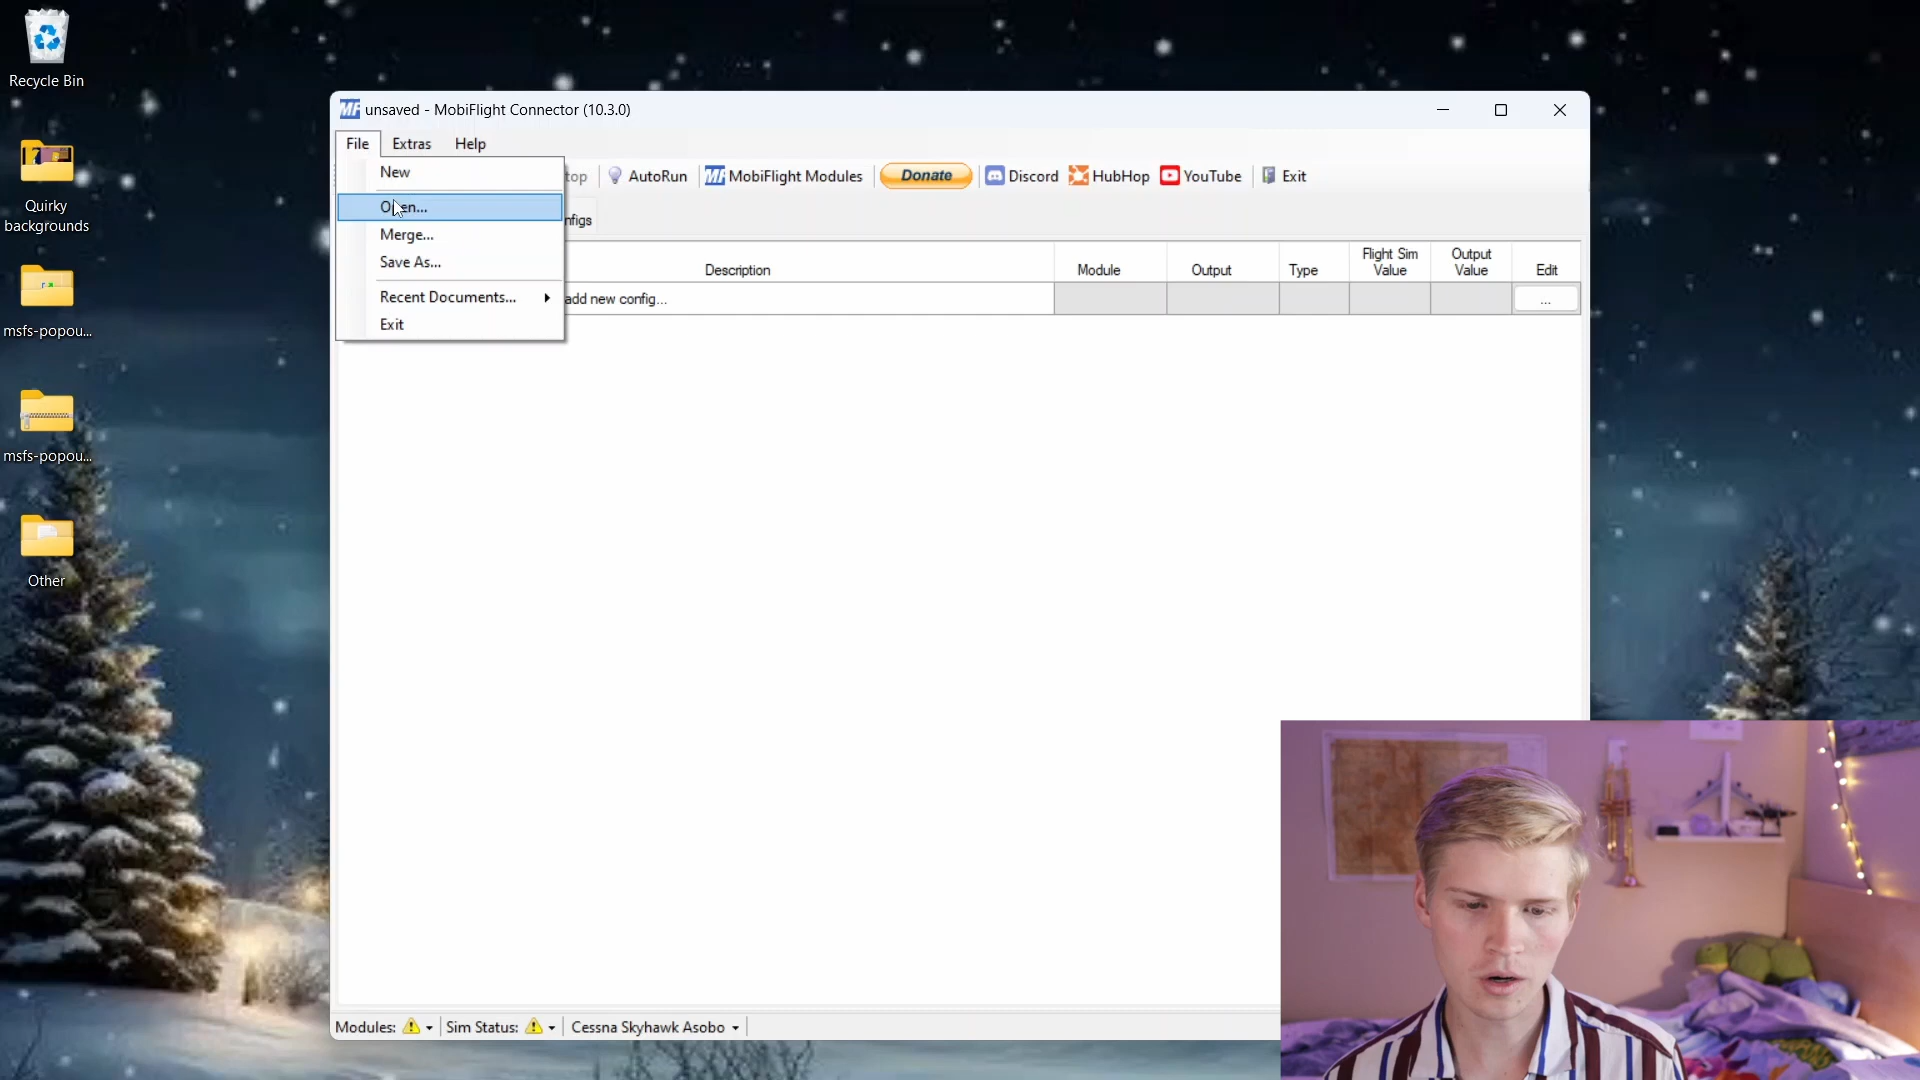 Recycle Bin
Quirky
backgrounds
msfs-popou...
msfs-popou...
Other
MF unsaved - MobiFlight Connector (10.3.0)
File Extras Help
top AutoRun MF MobiFlight Modules Donate Discord HubHop YouTube Exit
New
Open...
Merge...
Save As...
Recent Documents...
Exit
nfigs
Description Module Output Type Flight Sim Value Output Value Edit
add new config... ...
Modules: Sim Status: Cessna Skyhawk Asobo